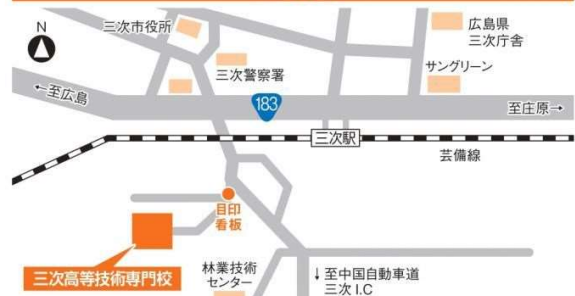 N
三次市役所
広島県
三次庁舎
三次警察署
サングリーン
←至広島
183
至庄原→
三次駅
芸備線
目印
看板
三次高等技術専門校
林業技術
センター
↓至中国自動車道
三次 I.C